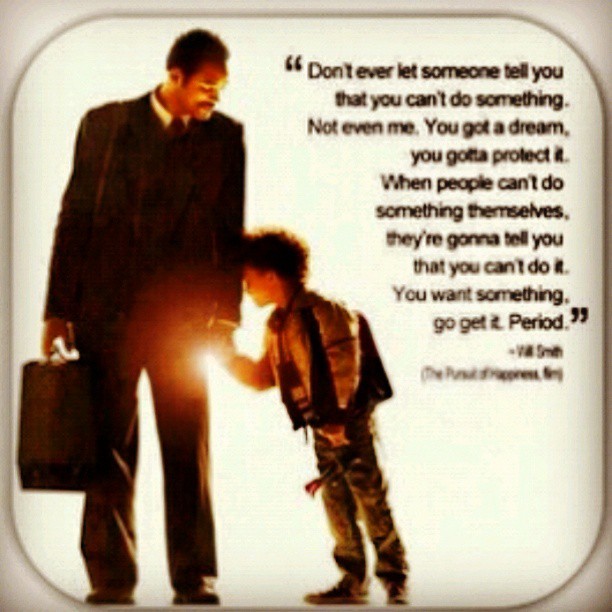 “ Don't ever let someone tell you
that you can't do something.
Not even me. You got a dream,
you gotta protect it.
When people can't do
something themselves,
they're gonna tell you
that you can't do it.
You want something,
go get it. Period.”
~Will Smith
(The Pursuit of Happiness, film)